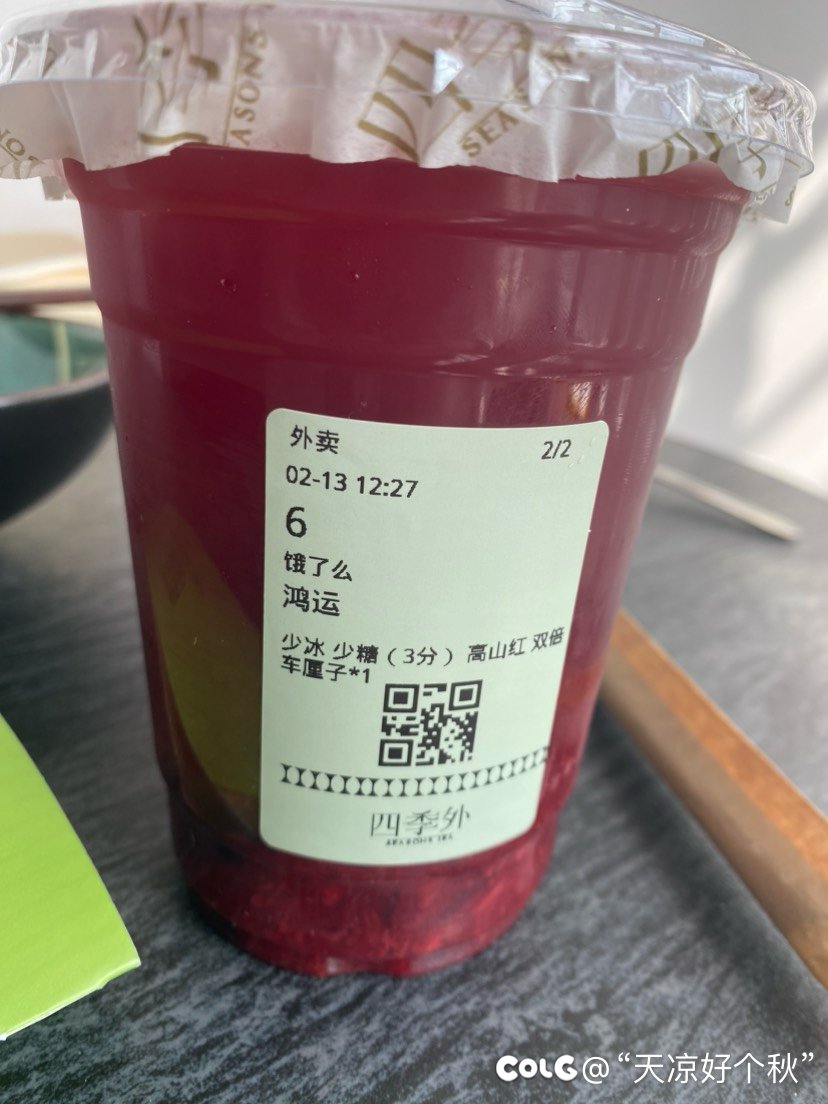 ASONS
SEASONS
外卖
2/2
02-13 12:27
6
饿了么
鸿运
少冰 少糖（3分） 高山红 双倍
车厘子*1
四季外
COLG@“天凉好个秋”